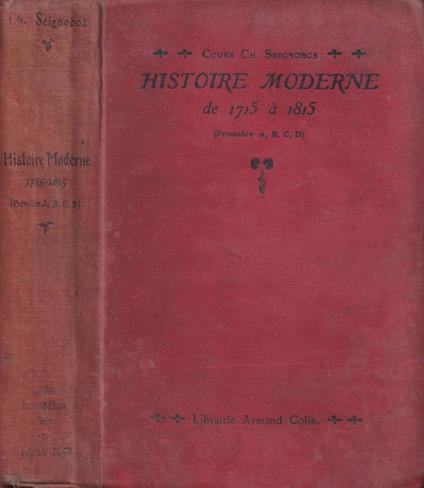 Ch. Seignobos
Histoire Moderne
1715-1815
(Première A, B, C, D)
Cours Ch. Seignobos
HISTOIRE MODERNE
de 1715 à 1815
(Première A, B, C, D)
Librairie Armand Colin.